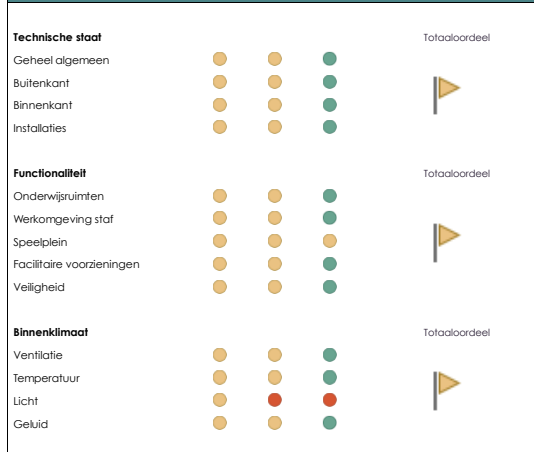 Technische staat Totaaloordeel
Geheel algemeen
Buitenkant
Binnenkant
Installaties
Functionaliteit Totaaloordeel
Onderwijsruimten
Werkomgeving staf
Speelplein
Facilitaire voorzieningen
Veiligheid
Binnenklimaat Totaaloordeel
Ventilatie
Temperatuur
Licht
Geluid